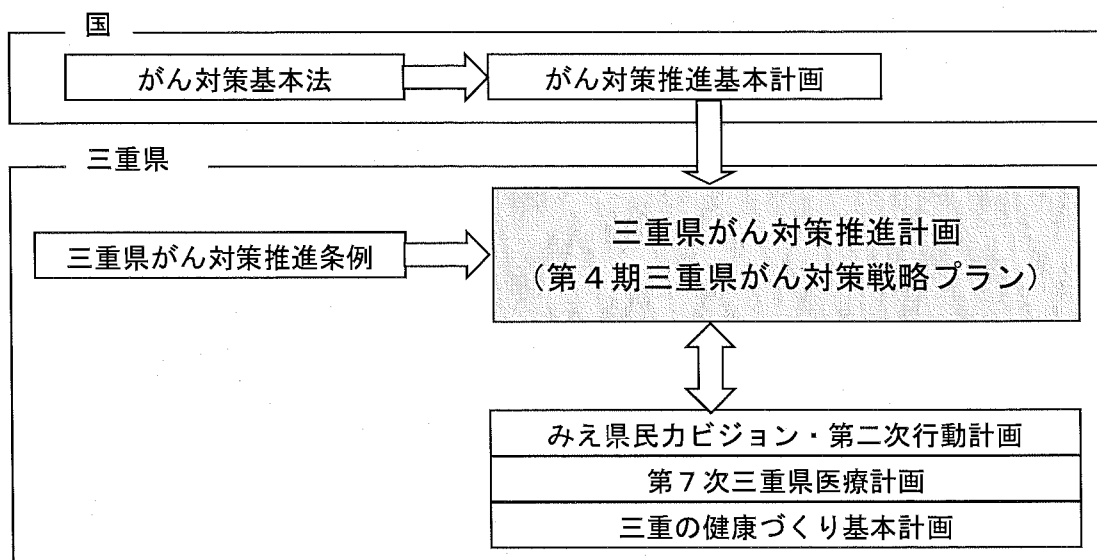 国
がん対策基本法
がん対策推進基本計画
三重県
三重県がん対策推進計画
三重県がん対策推進条例
（第４期三重県がん対策戦略プラン）
みえ県民力ビジョン・第二次行動計画
第７次三重県医療計画
三重の健康づくり基本計画